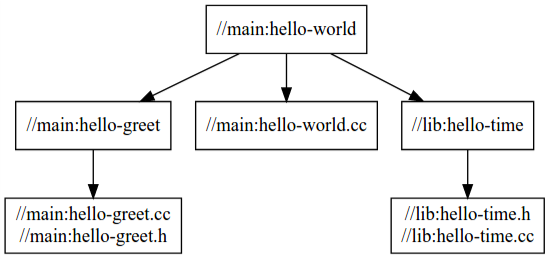 //main:hello-world
//main:hello-greet
//main:hello-world.cc
//lib:hello-time
//main:hello-greet.cc
//main:hello-greet.h
//lib:hello-time.h
//lib:hello-time.cc